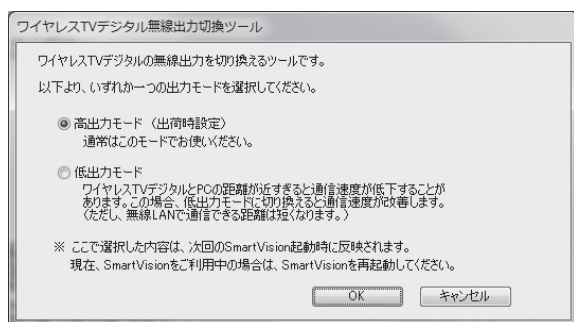 ワイヤレスTVデジタル無線出力切換ツール
ワイヤレスTVデジタルの無線出力を切り換えるツールです。
以下より、いずれか一つの出力モードを選択してください。
高出力モード（出荷時設定）
通常はこのモードでお使いください。
低出力モード
ワイヤレスTVデジタルとPCの距離が近すぎると通信速度が低下することが
あります。この場合、低出力モードに切り換えると通信速度が改善します。
（ただし、無線LANで通信できる距離は短くなります。）
※ ここで選択した内容は、次回のSmartVision起動時に反映されます。
現在、SmartVisionをご利用中の場合は、SmartVisionを再起動してください。
OK キャンセル